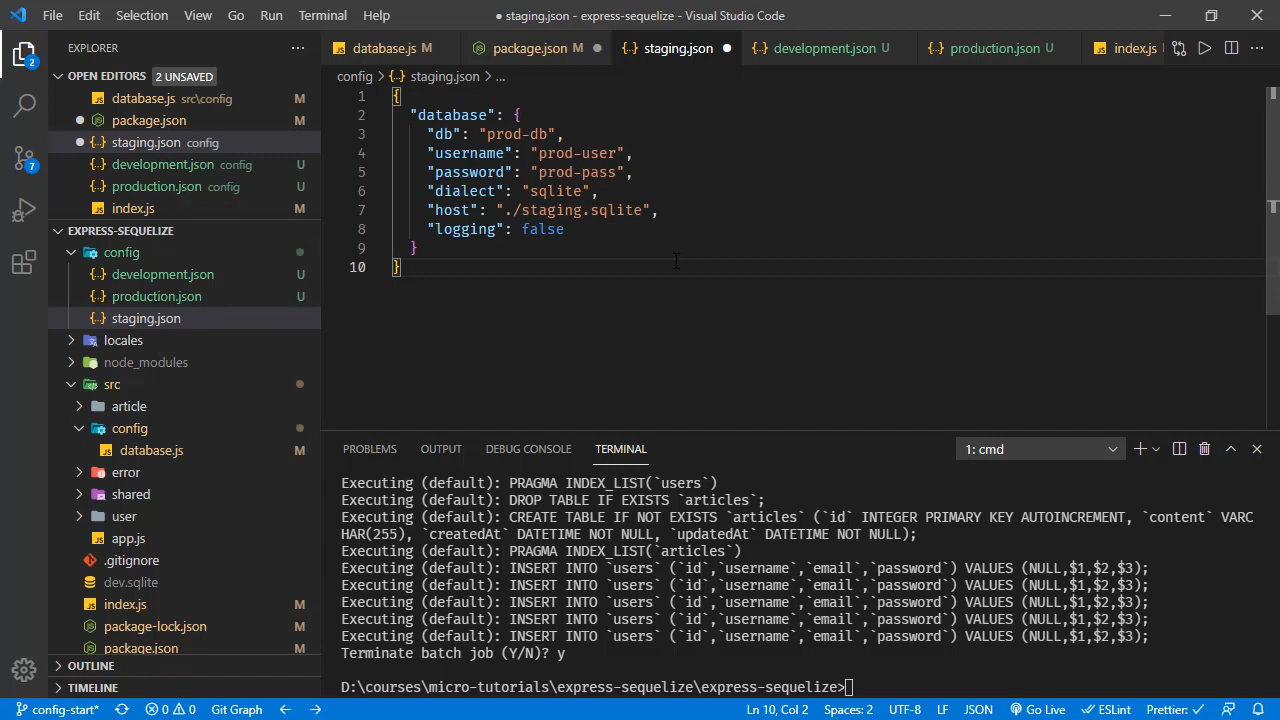 File Edit Selection View Go Run Terminal Help
● staging.json - express-sequelize - Visual Studio Code
EXPLORER
OPEN EDITORS 2 UNSAVED
database.js src\config M
package.json M
staging.json config
development.json config U
production.json config U
index.js M
EXPRESS-SEQUELIZE
config
development.json U
production.json U
staging.json
locales
node_modules
src
article
config
database.js M
error
shared
user
app.js
.gitignore
dev.sqlite
index.js M
package-lock.json M
package.json M
OUTLINE
TIMELINE
2
7
database.js M package.json M staging.json development.json U production.json U index.js
config > staging.json > ...
1 {
2 "database": {
3 "db": "prod-db",
4 "username": "prod-user",
5 "password": "prod-pass",
6 "dialect": "sqlite",
7 "host": "./staging.sqlite",
8 "logging": false
9 }
10 }
PROBLEMS OUTPUT DEBUG CONSOLE TERMINAL 1: cmd
Executing (default): PRAGMA INDEX_LIST(`users`)
Executing (default): DROP TABLE IF EXISTS `articles`;
Executing (default): CREATE TABLE IF NOT EXISTS `articles` (`id` INTEGER PRIMARY KEY AUTOINCREMENT, `content` VARC
HAR(255), `createdAt` DATETIME NOT NULL, `updatedAt` DATETIME NOT NULL);
Executing (default): PRAGMA INDEX_LIST(`articles`)
Executing (default): INSERT INTO `users` (`id`,`username`,`email`,`password`) VALUES (NULL,$1,$2,$3);
Executing (default): INSERT INTO `users` (`id`,`username`,`email`,`password`) VALUES (NULL,$1,$2,$3);
Executing (default): INSERT INTO `users` (`id`,`username`,`email`,`password`) VALUES (NULL,$1,$2,$3);
Executing (default): INSERT INTO `users` (`id`,`username`,`email`,`password`) VALUES (NULL,$1,$2,$3);
Executing (default): INSERT INTO `users` (`id`,`username`,`email`,`password`) VALUES (NULL,$1,$2,$3);
Terminate batch job (Y/N)? y
D:\courses\micro-tutorials\express-sequelize\express-sequelize>
config-start* 0 0 Git Graph Ln 10, Col 2 Spaces: 2 UTF-8 LF JSON Go Live ESLint Prettier: